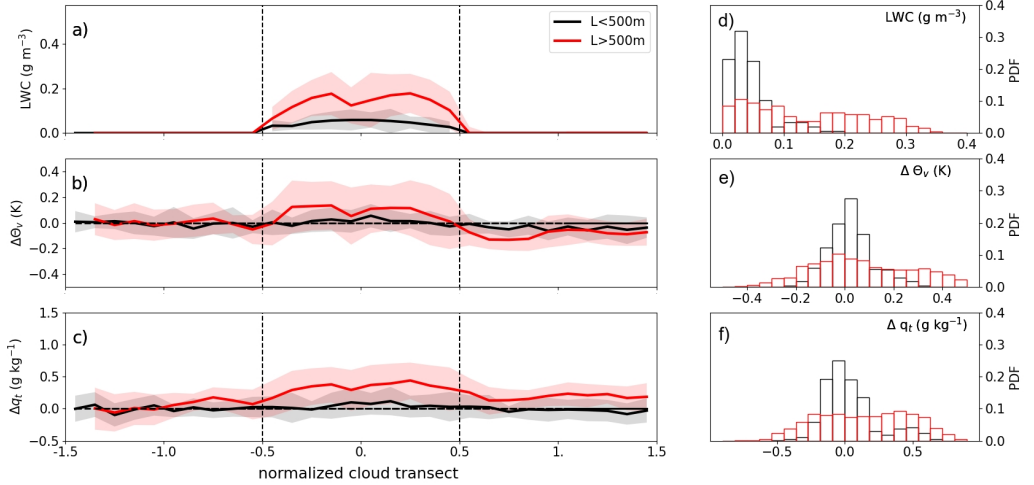 a)
L<500m
L>500m
LWC (g m⁻³)
0.4
0.2
0.0
b)
ΔΘᵥ (K)
0.4
0.2
0.0
−0.2
−0.4
c)
Δqₜ (g kg⁻¹)
1.5
1.0
0.5
0.0
−0.5
-1.5
-1.0
-0.5
0.0
0.5
1.
1.5
normalized cloud transect
d)
LWC (g m⁻³)
0.4
0.3
0.2
0.1
0.0
PDF
0.0
0.1
0.2
0.3
0.4
e)
Δ Θᵥ (K)
0.4
0.3
0.2
0.1
0.0
PDF
−0.4
−0.2
0.0
0.2
0.4
f)
Δ qₜ (g kg⁻¹)
0.4
0.3
0.2
0.1
0.0
PDF
−0.5
0.0
0.5